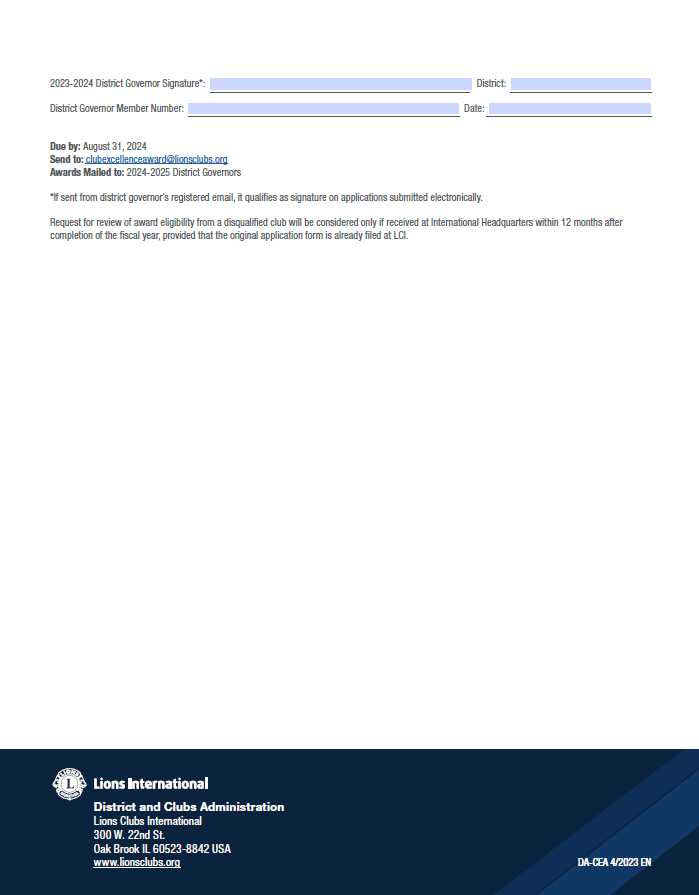 2023-2024 District Governor Signature*: District:
District Governor Member Number: Date:
Due by: August 31, 2024
Send to: clubexcellenceaward@lionsclubs.org
Awards Mailed to: 2024-2025 District Governors
*If sent from district governor's registered email, it qualifies as signature on applications submitted electronically.
Request for review of award eligibility from a disqualified club will be considered only if received at International Headquarters within 12 months after
completion of the fiscal year, provided that the original application form is already filed at LCI.
LIONS
L
Lions International
District and Clubs Administration
Lions Clubs International
300 W. 22nd St.
Oak Brook IL 60523-8842 USA
www.lionsclubs.org
DA-CEA 4/2023 EN